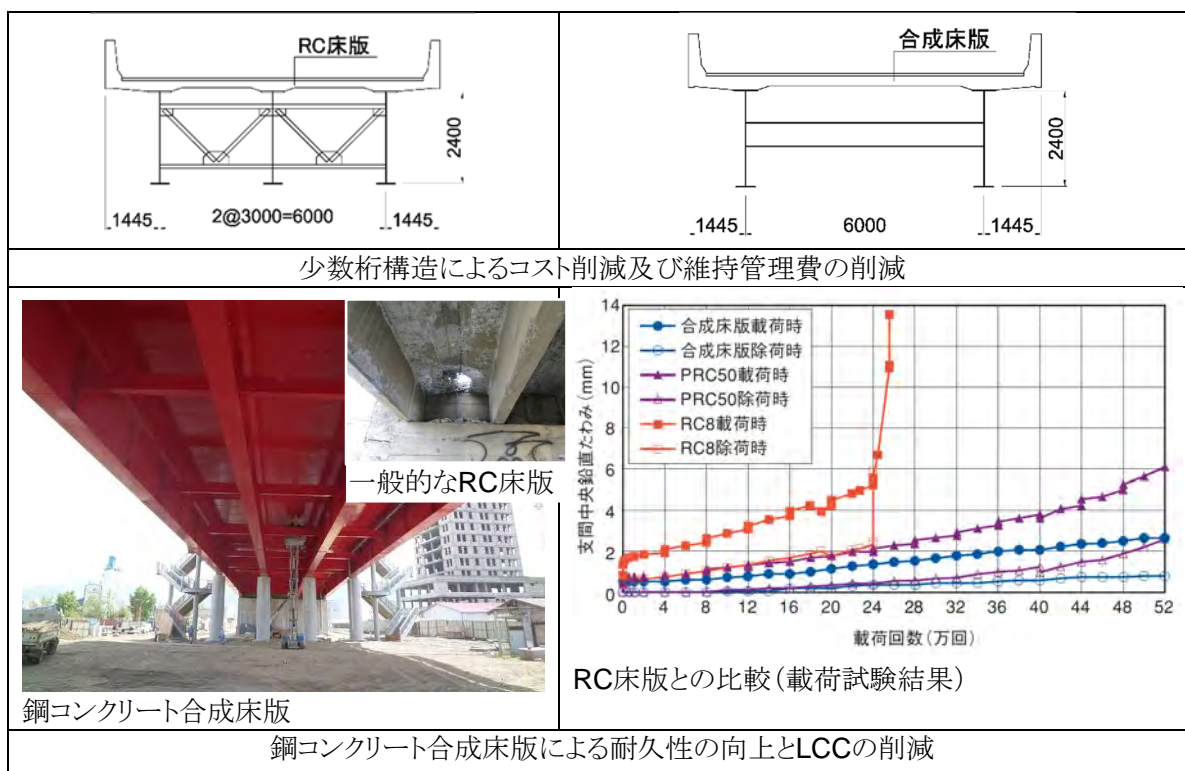 RC床版
2400
1445
2@3000=6000
1445
合成床版
2400
1445
6000
1445
少数桁構造によるコスト削減及び維持管理費の削減
一般的なRC床版
鋼コンクリート合成床版
14
12
10
8
6
4
2
0
支間中央鉛直たわみ(mm)
合成床版載荷時
合成床版除荷時
PRC50載荷時
PRC50除荷時
RC8載荷時
RC8除荷時
0 4 8 12 16 20 24 28 32 36 40 44 48 52
載荷回数(万回)
RC床版との比較(載荷試験結果)
鋼コンクリート合成床版による耐久性の向上とLCCの削減